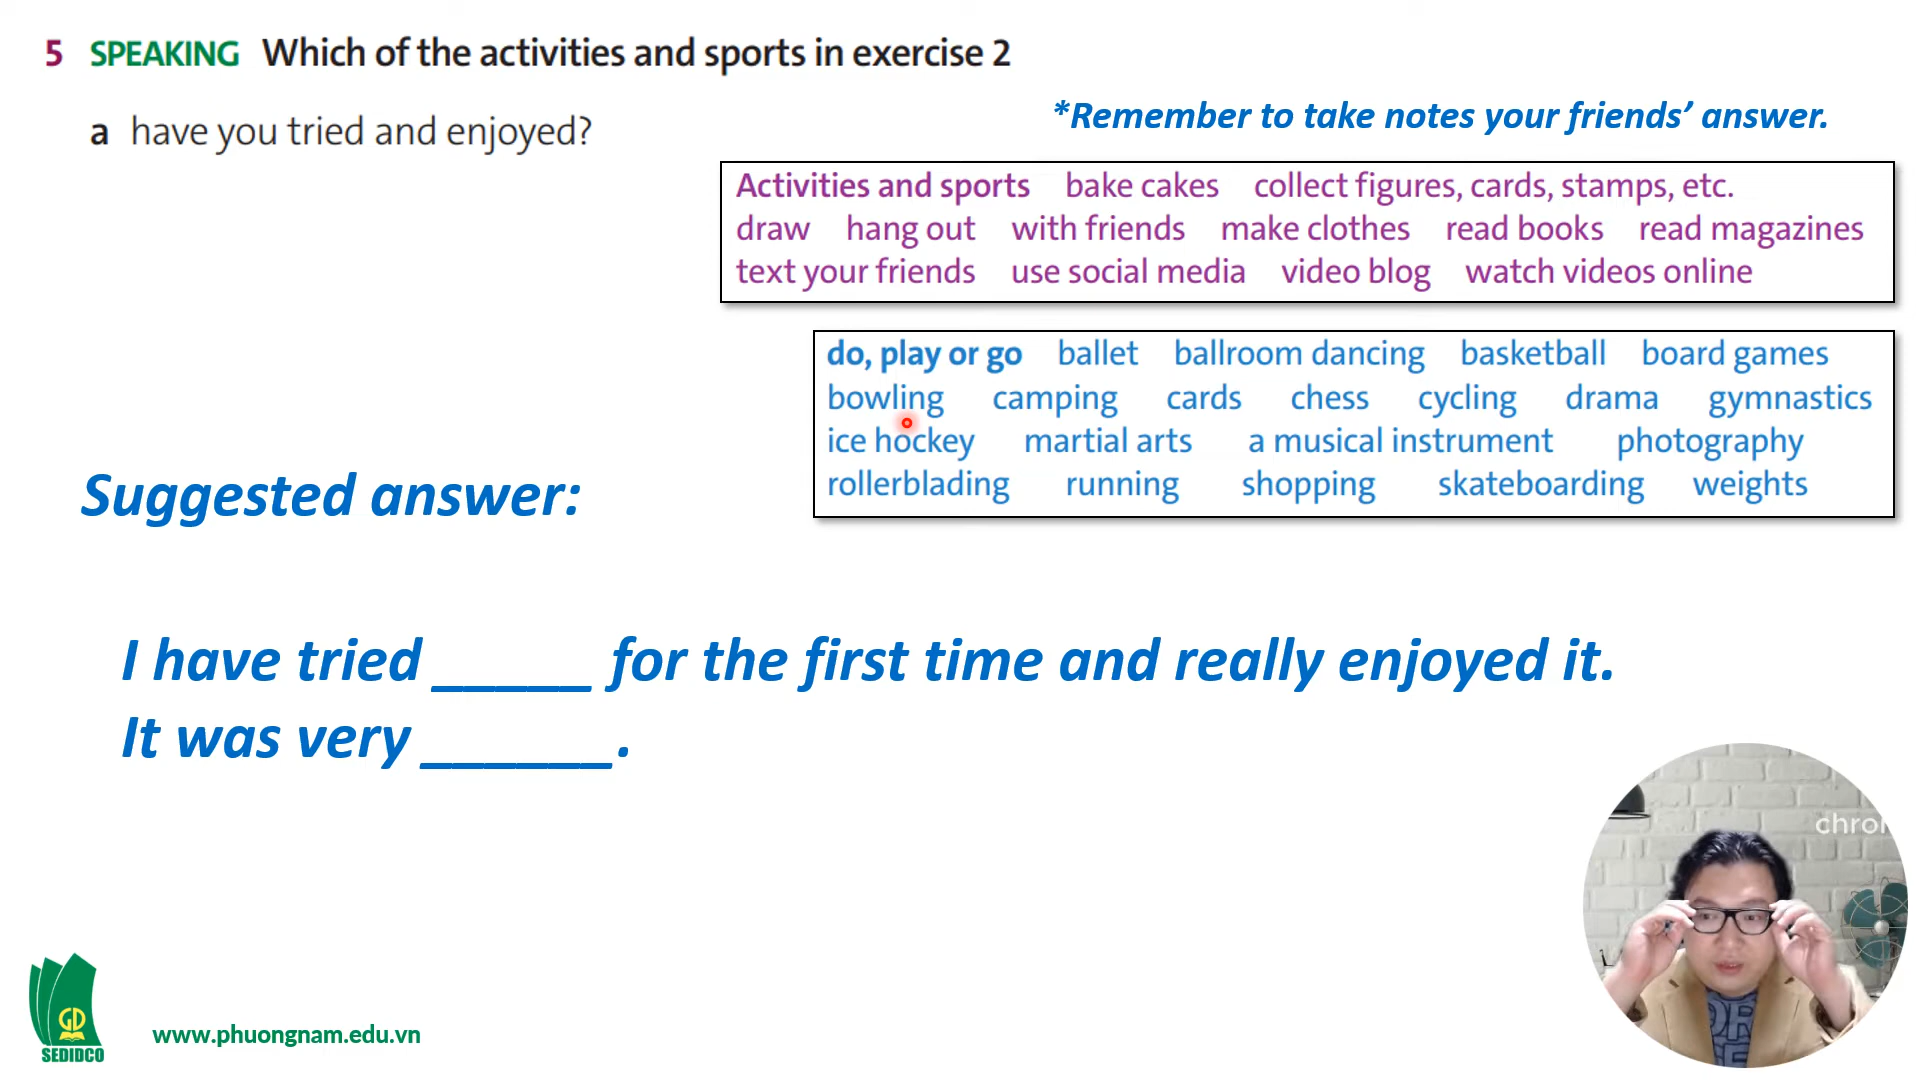 5 SPEAKING Which of the activities and sports in exercise 2
a have you tried and enjoyed?
*Remember to take notes your friends’ answer.
Activities and sports bake cakes collect figures, cards, stamps, etc.
draw hang out with friends make clothes read books read magazines
text your friends use social media video blog watch videos online
do, play or go ballet ballroom dancing basketball board games
bowling camping cards chess cycling drama gymnastics
ice hockey martial arts a musical instrument photography
rollerblading running shopping skateboarding weights
Suggested answer:
I have tried _____ for the first time and really enjoyed it.
It was very ______.
GD
SEDIDCO
www.phuongnam.edu.vn